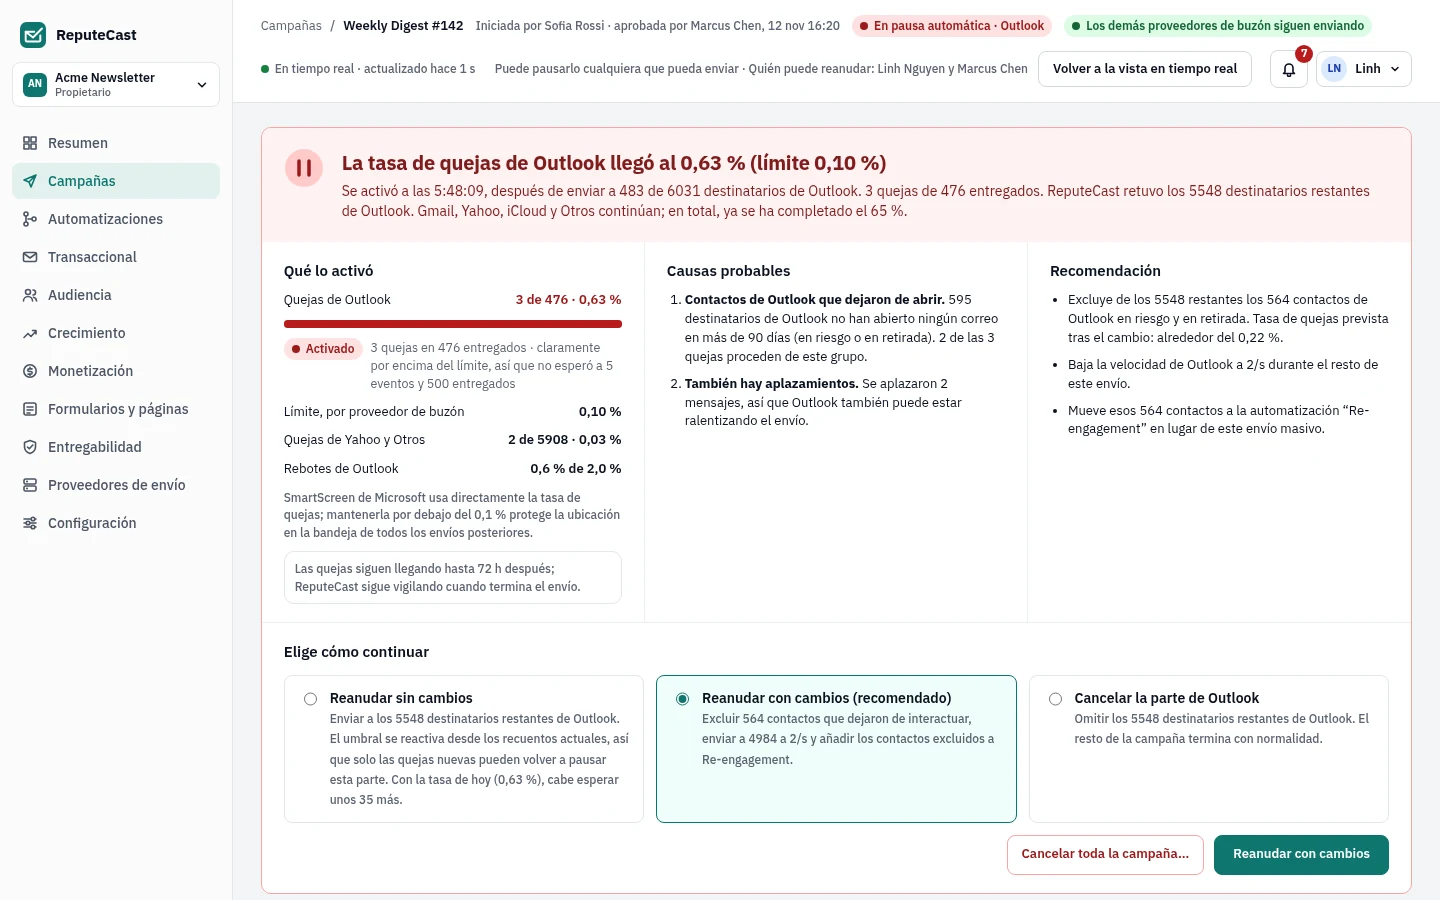 ReputeCast
AN
Acme Newsletter
Propietario
Resumen
Campañas
Automatizaciones
Transaccional
Audiencia
Crecimiento
Monetización
Formularios y páginas
Entregabilidad
Proveedores de envío
Configuración
Campañas / Weekly Digest #142 Iniciada por Sofia Rossi · aprobada por Marcus Chen, 12 nov 16:20 En pausa automática · Outlook Los demás proveedores de buzón siguen enviando
En tiempo real · actualizado hace 1 s Puede pausarlo cualquiera que pueda enviar · Quién puede reanudar: Linh Nguyen y Marcus Chen Volver a la vista en tiempo real 7 LN Linh
La tasa de quejas de Outlook llegó al 0,63 % (límite 0,10 %)
Se activó a las 5:48:09, después de enviar a 483 de 6031 destinatarios de Outlook. 3 quejas de 476 entregados. ReputeCast retuvo los 5548 destinatarios restantes
de Outlook. Gmail, Yahoo, iCloud y Otros continúan; en total, ya se ha completado el 65 %.
Qué lo activó
Quejas de Outlook 3 de 476 · 0,63 %
Activado
3 quejas en 476 entregados · claramente
por encima del límite, así que no esperó a 5
eventos y 500 entregados
Límite, por proveedor de buzón 0,10 %
Quejas de Yahoo y Otros 2 de 5908 · 0,03 %
Rebotes de Outlook 0,6 % de 2,0 %
SmartScreen de Microsoft usa directamente la tasa de
quejas; mantenerla por debajo del 0,1 % protege la ubicación
en la bandeja de todos los envíos posteriores.
Las quejas siguen llegando hasta 72 h después;
ReputeCast sigue vigilando cuando termina el envío.
Causas probables
1. Contactos de Outlook que dejaron de abrir. 595
destinatarios de Outlook no han abierto ningún correo
en más de 90 días (en riesgo o en retirada). 2 de las 3
quejas proceden de este grupo.
2. También hay aplazamientos. Se aplazaron 2
mensajes, así que Outlook también puede estar
ralentizando el envío.
Recomendación
• Excluye de los 5548 restantes los 564 contactos de
Outlook en riesgo y en retirada. Tasa de quejas prevista
tras el cambio: alrededor del 0,22 %.
• Baja la velocidad de Outlook a 2/s durante el resto de
este envío.
• Mueve esos 564 contactos a la automatización “Re-
engagement” en lugar de este envío masivo.
Elige cómo continuar
Reanudar sin cambios
Enviar a los 5548 destinatarios restantes de Outlook.
El umbral se reactiva desde los recuentos actuales, así
que solo las quejas nuevas pueden volver a pausar
esta parte. Con la tasa de hoy (0,63 %), cabe esperar
unos 35 más.
Reanudar con cambios (recomendado)
Excluir 564 contactos que dejaron de interactuar,
enviar a 4984 a 2/s y añadir los contactos excluidos a
Re-engagement.
Cancelar la parte de Outlook
Omitir los 5548 destinatarios restantes de Outlook. El
resto de la campaña termina con normalidad.
Cancelar toda la campaña… Reanudar con cambios